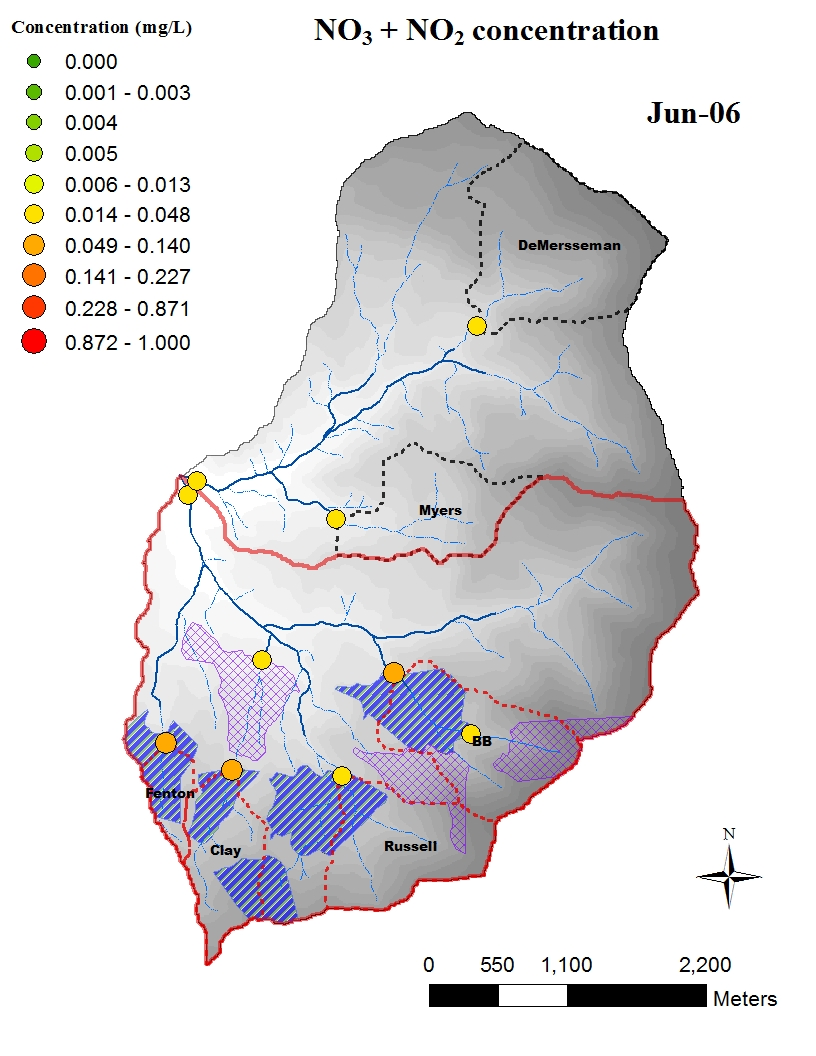 Concentration (mg/L)
0.000
0.001 - 0.003
0.004
0.005
0.006 - 0.013
0.014 - 0.048
0.049 - 0.140
0.141 - 0.227
0.228 - 0.871
0.872 - 1.000
NO₃ + NO₂ concentration
Jun-06
DeMersseman
Myers
BB
Fenton
Clay
Russell
N
0 550 1,100 2,200
Meters